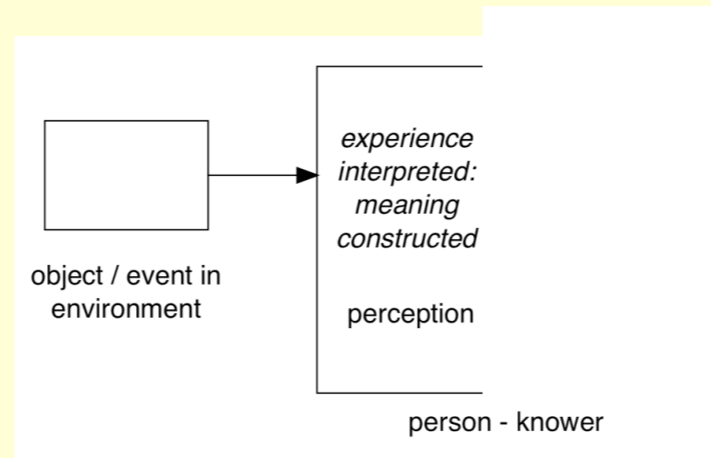 object / event in
environment
experience
interpreted:
meaning
constructed
perception
person - knower